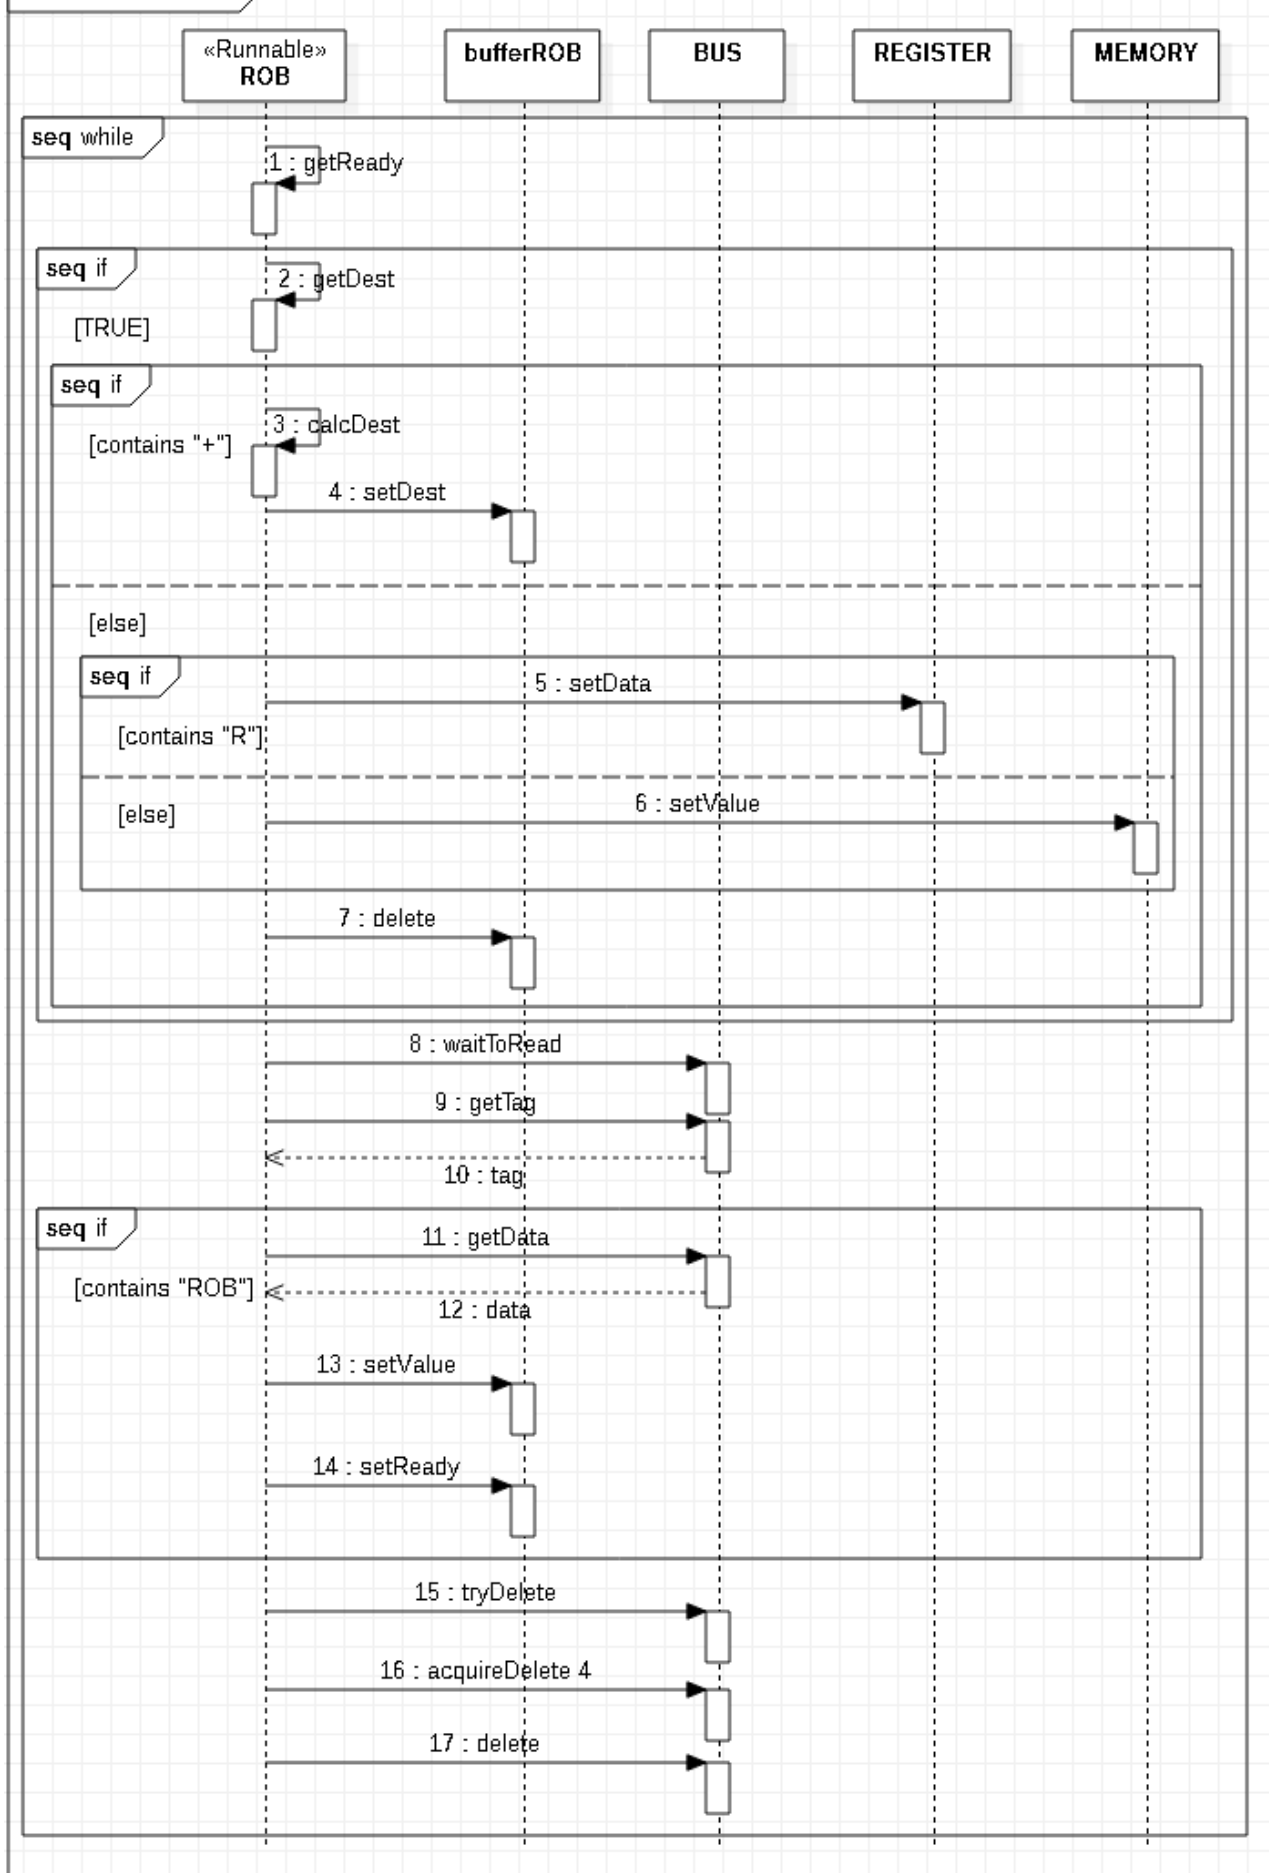 «Runnable»
ROB
bufferROB
BUS
REGISTER
MEMORY
seq while
1 : getReady
seq if
2 : getDest
[TRUE]
seq if
3 : calcDest
[contains "+"]
4 : setDest
[else]
seq if
5 : setData
[contains "R"]
6 : setValue
[else]
7 : delete
8 : waitToRead
9 : getTag
10 : tag
seq if
11 : getData
[contains "ROB"]
12 : data
13 : setValue
14 : setReady
15 : tryDelete
16 : acquireDelete 4
17 : delete